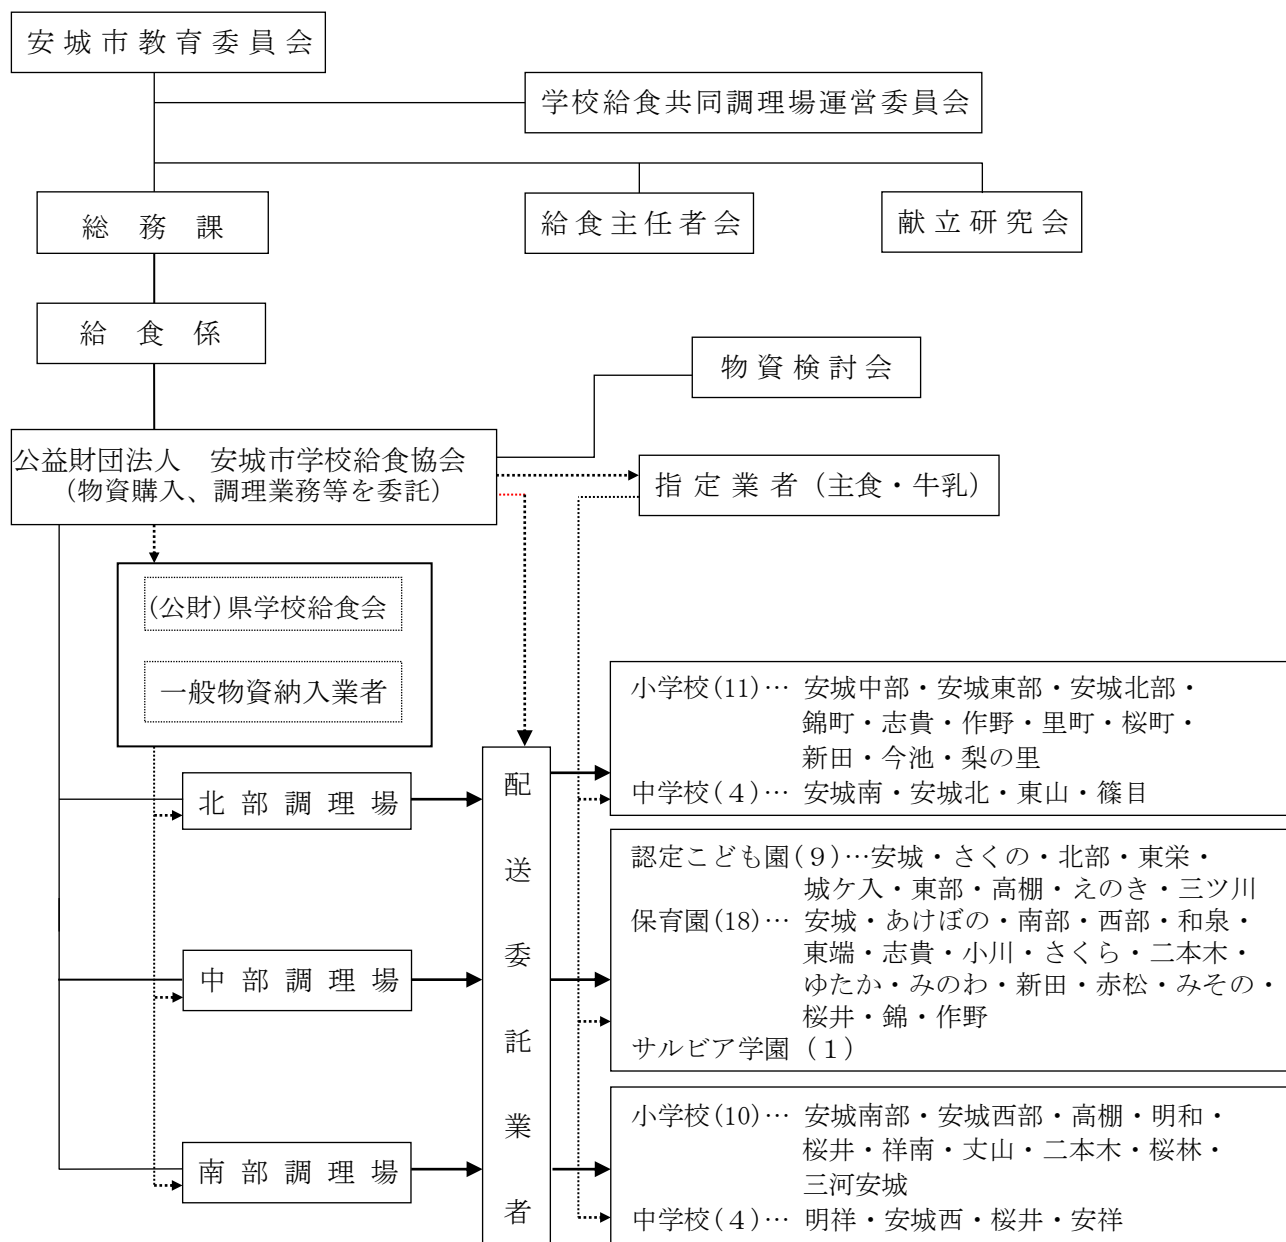 安城市教育委員会
学校給食共同調理場運営委員会
総務課
給食主任者会
献立研究会
給食係
物資検討会
公益財団法人　安城市学校給食協会
（物資購入、調理業務等を委託）
指定業者（主食・牛乳）
(公財)県学校給食会
一般物資納入業者
北部調理場
中部調理場
南部調理場
配送委託業者
小学校(11)… 安城中部・安城東部・安城北部・
錦町・志貴・作野・里町・桜町・
新田・今池・梨の里
中学校(４)… 安城南・安城北・東山・篠目
認定こども園(９)…安城・さくの・北部・東栄・
城ケ入・東部・高棚・えのき・三ツ川
保育園(18)… 安城・あけぼの・南部・西部・和泉・
東端・志貴・小川・さくら・二本木・
ゆたか・みのわ・新田・赤松・みその・
桜井・錦・作野
サルビア学園（１）
小学校(10)… 安城南部・安城西部・高棚・明和・
桜井・祥南・丈山・二本木・桜林・
三河安城
中学校(４)… 明祥・安城西・桜井・安祥